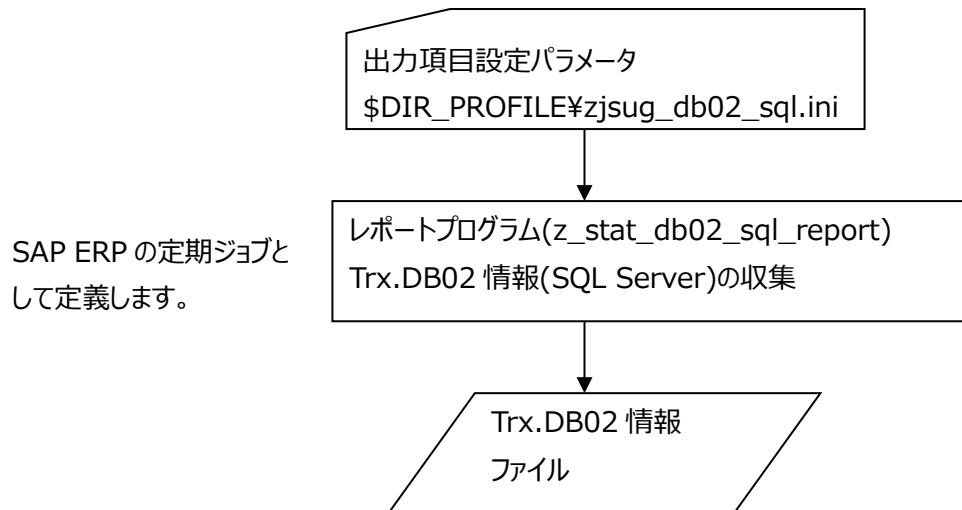 出力項目設定パラメータ
$DIR_PROFILE¥zjsug_db02_sql.ini
レポートプログラム(z_stat_db02_sql_report)
Trx.DB02 情報(SQL Server)の収集
SAP ERP の定期ジョブと
して定義します。
Trx.DB02 情報
ファイル